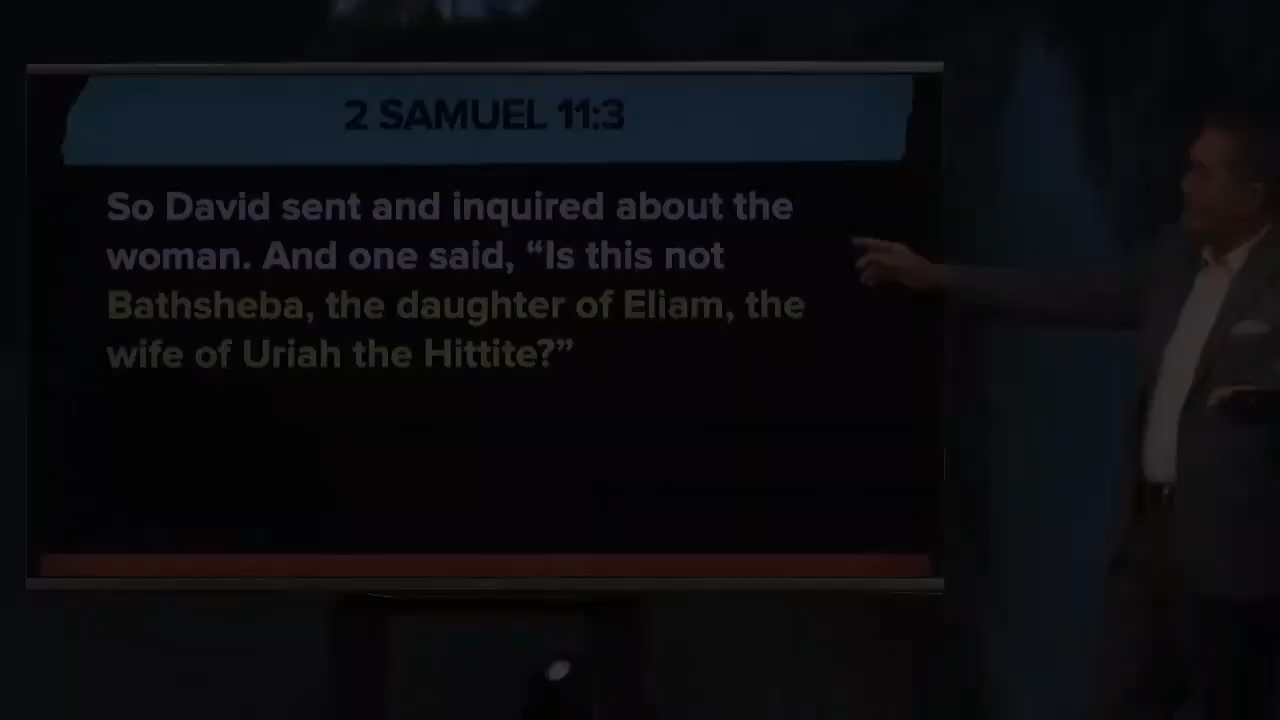 2 SAMUEL 11:3
So David sent and inquired about the
woman. And one said, “Is this not
Bathsheba, the daughter of Eliam, the
wife of Uriah the Hittite?”